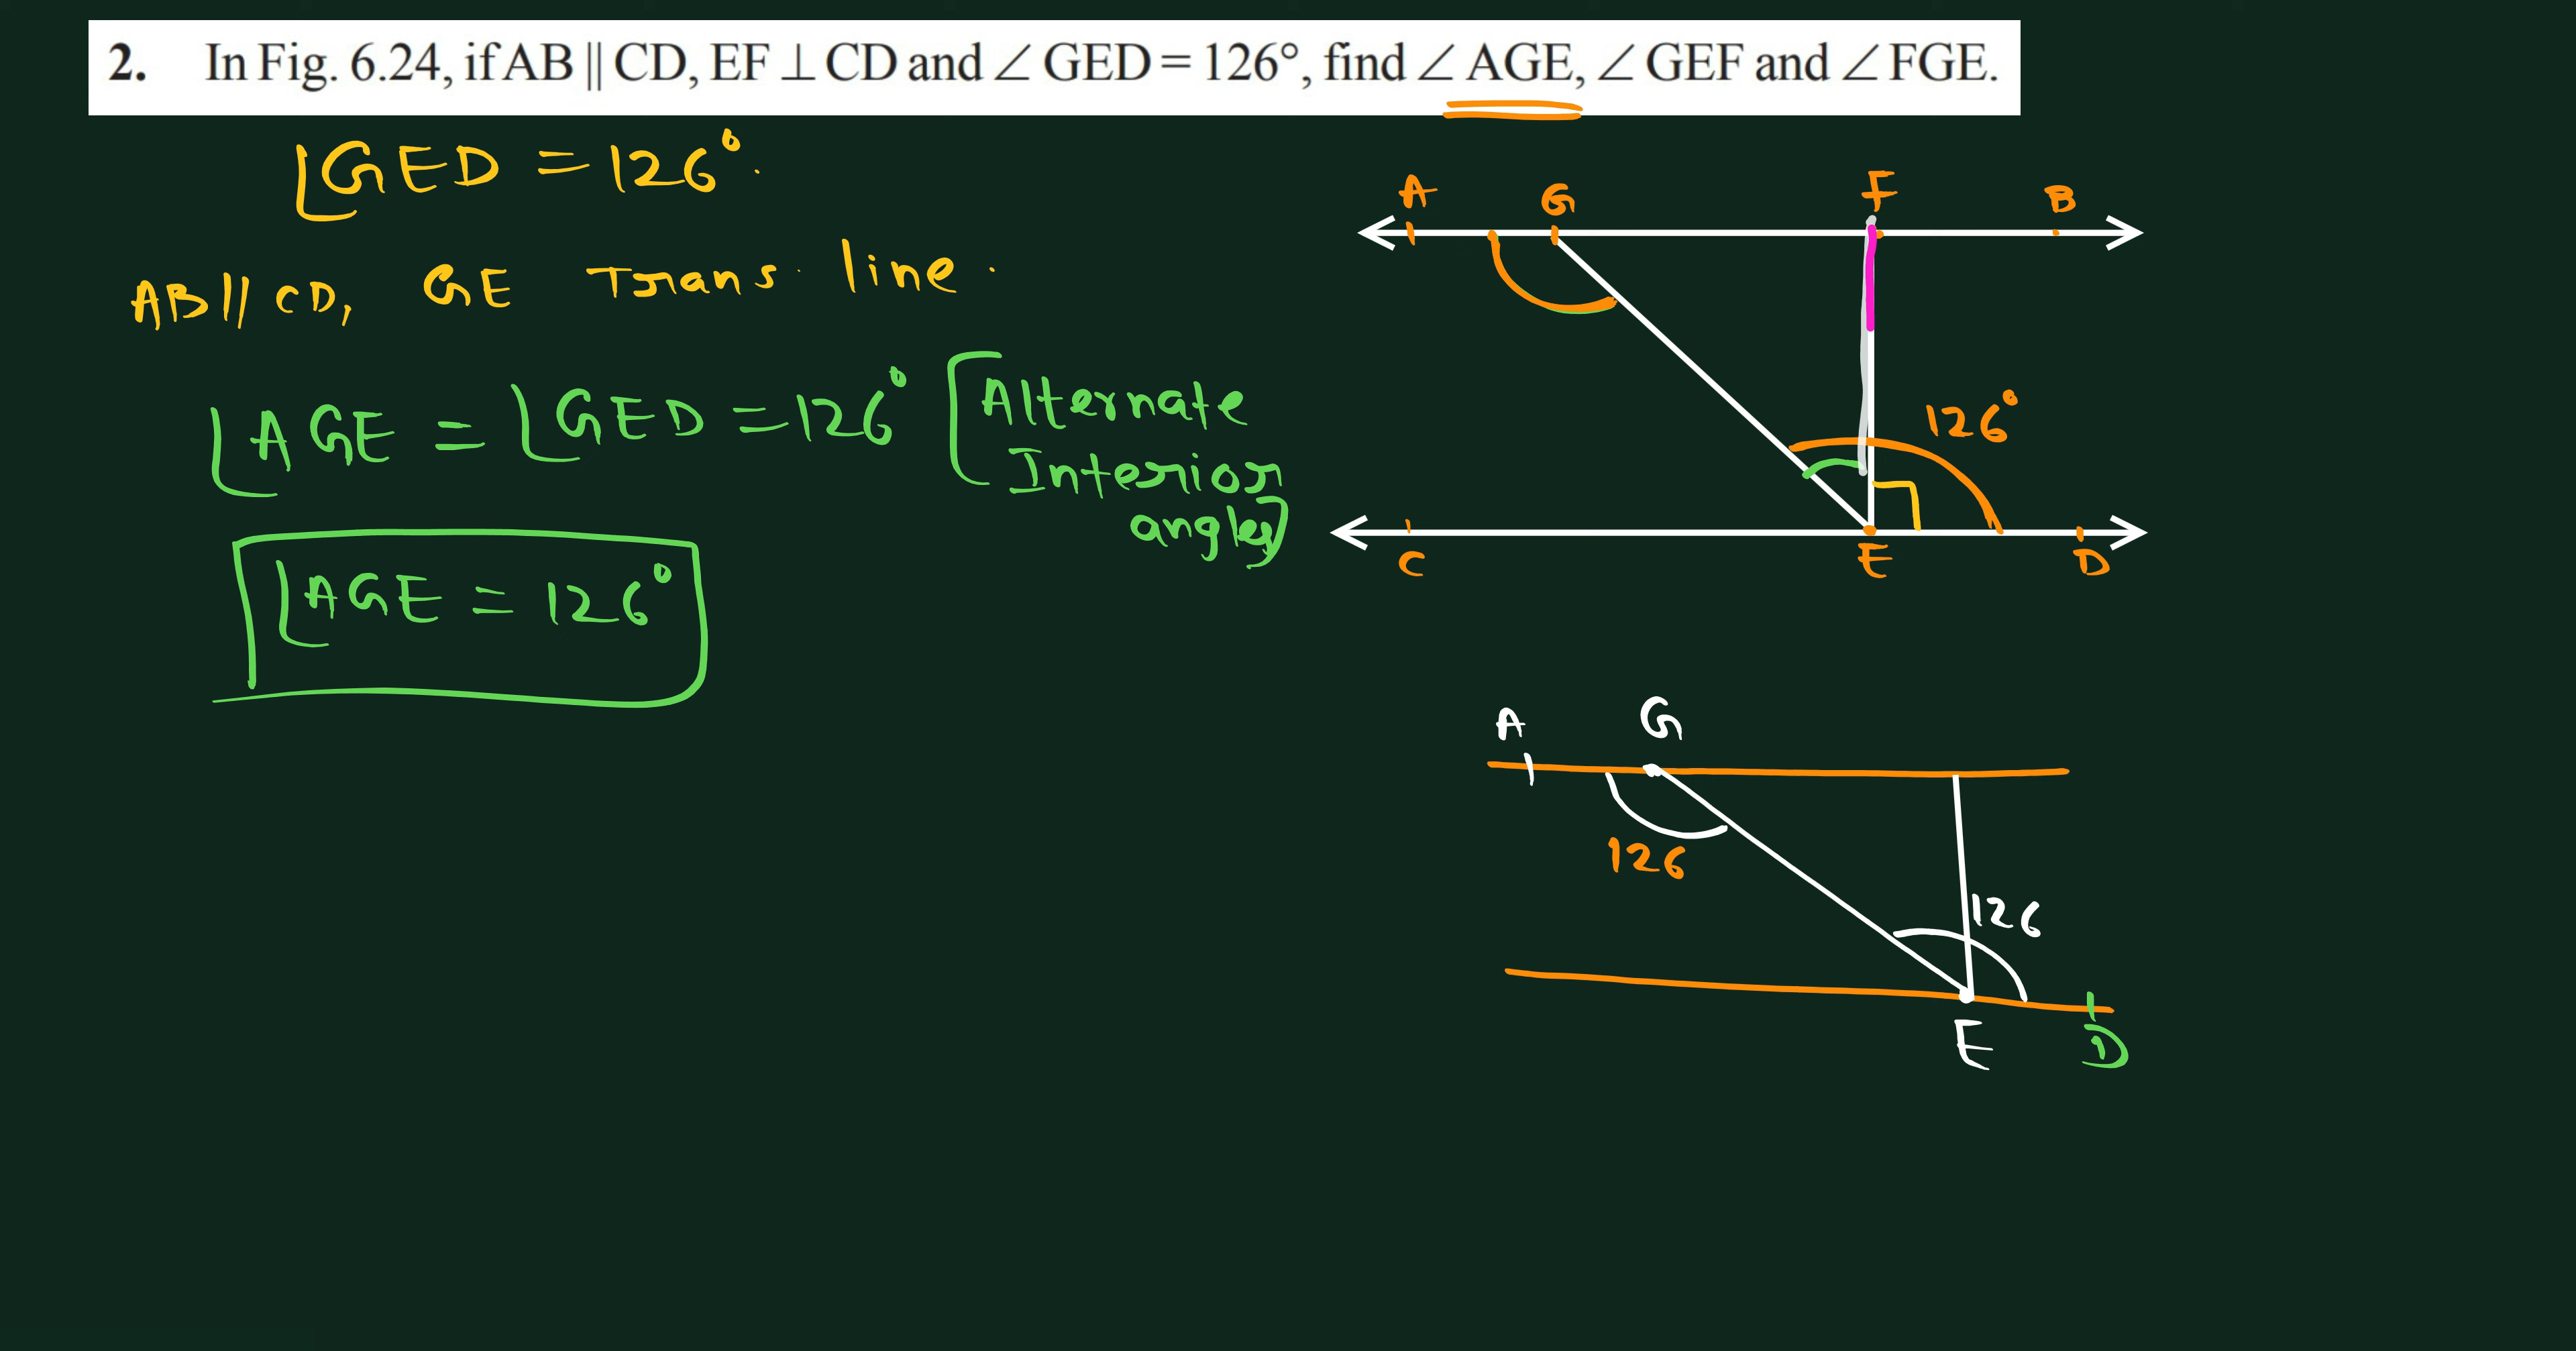 2. In Fig. 6.24, if AB || CD, EF ⊥ CD and ∠ GED = 126°, find ∠ AGE, ∠ GEF and ∠ FGE.
∠GED = 126°.
AB // CD, GE Trans. line.
∠AGE = ∠GED = 126° [Alternate
Interior
angles]
∠AGE = 126°
A G F B
126°
C E D
A G
126
126
E D